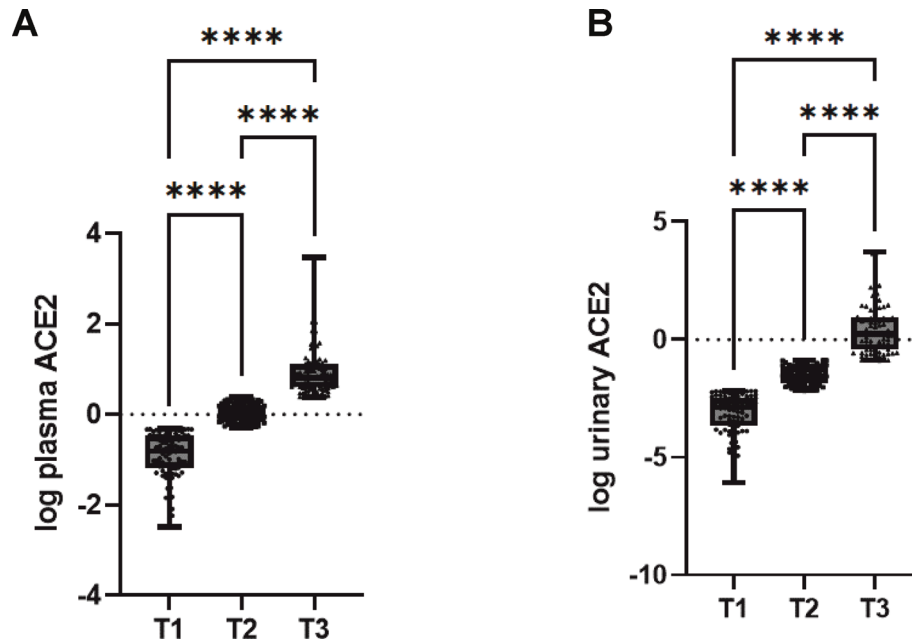 A
****
****
****
4
2
0
-2
-4
log plasma ACE2
T1 T2 T3
B
****
****
****
5
0
-5
-10
log urinary ACE2
T1 T2 T3